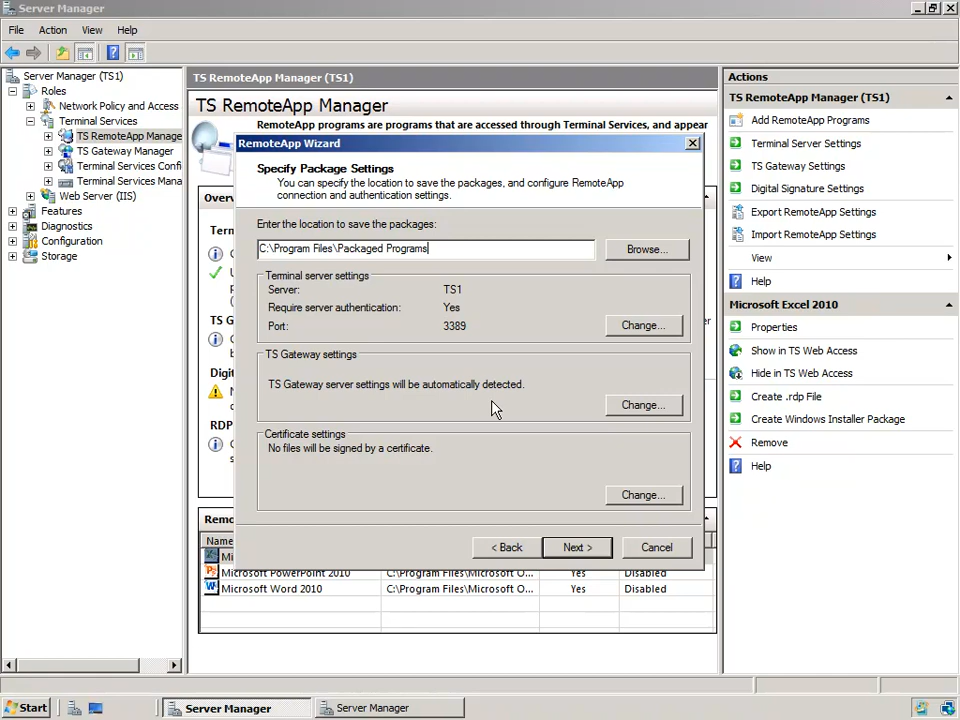 Server Manager
File Action View Help
Server Manager (TS1)
Roles
Network Policy and Access
Terminal Services
TS RemoteApp Manage
TS Gateway Manager
Terminal Services Confi
Terminal Services Mana
Web Server (IIS)
Features
Diagnostics
Configuration
Storage
TS RemoteApp Manager (TS1)
TS RemoteApp Manager
RemoteApp programs are programs that are accessed through Terminal Services, and appear
Overv
Term
TS G
Digit
RDP
RemoteApp Wizard
Specify Package Settings
You can specify the location to save the packages, and configure RemoteApp
connection and authentication settings.
Enter the location to save the packages:
C:\Program Files\Packaged Programs
Browse...
Terminal server settings
Server: TS1
Require server authentication: Yes
Port: 3389
Change...
TS Gateway settings
TS Gateway server settings will be automatically detected.
Change...
Certificate settings
No files will be signed by a certificate.
Change...
< Back Next > Cancel
Remo
Name
Mi
Microsoft PowerPoint 2010 C:\Program Files\Microsoft O... Yes Disabled
Microsoft Word 2010 C:\Program Files\Microsoft O... Yes Disabled
Actions
TS RemoteApp Manager (TS1)
Add RemoteApp Programs
Terminal Server Settings
TS Gateway Settings
Digital Signature Settings
Export RemoteApp Settings
Import RemoteApp Settings
View
Help
Microsoft Excel 2010
Properties
Show in TS Web Access
Hide in TS Web Access
Create .rdp File
Create Windows Installer Package
Remove
Help
Start Server Manager Server Manager